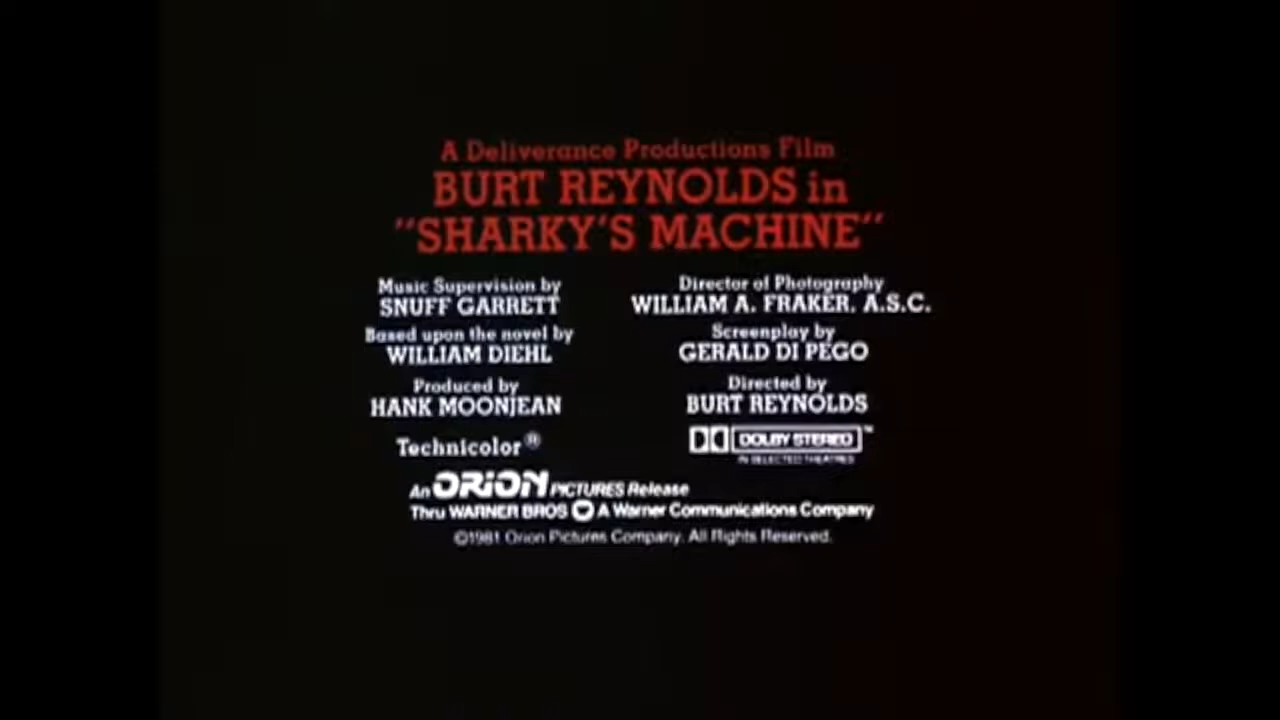 A Deliverance Productions Film
BURT REYNOLDS in
"SHARKY'S MACHINE"
Music Supervision by
SNUFF GARRETT
Based upon the novel by
WILLIAM DIEHL
Produced by
HANK MOONJEAN
Technicolor®
Director of Photography
WILLIAM A. FRAKER, A.S.C.
Screenplay by
GERALD DI PEGO
Directed by
BURT REYNOLDS
DOLBY STEREO™
IN SELECTED THEATRES
An ORION PICTURES Release
Thru WARNER BROS A Warner Communications Company
©1981 Orion Pictures Company. All Rights Reserved.